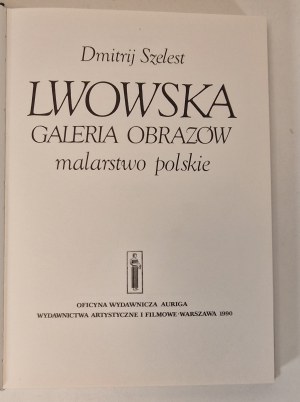 Dmitrij Szelest
LWOWSKA
GALERIA OBRAZÓW
malarstwo polskie
OFICYNA WYDAWNICZA AURIGA
WYDAWNICTWA ARTYSTYCZNE I FILMOWE · WARSZAWA 1990